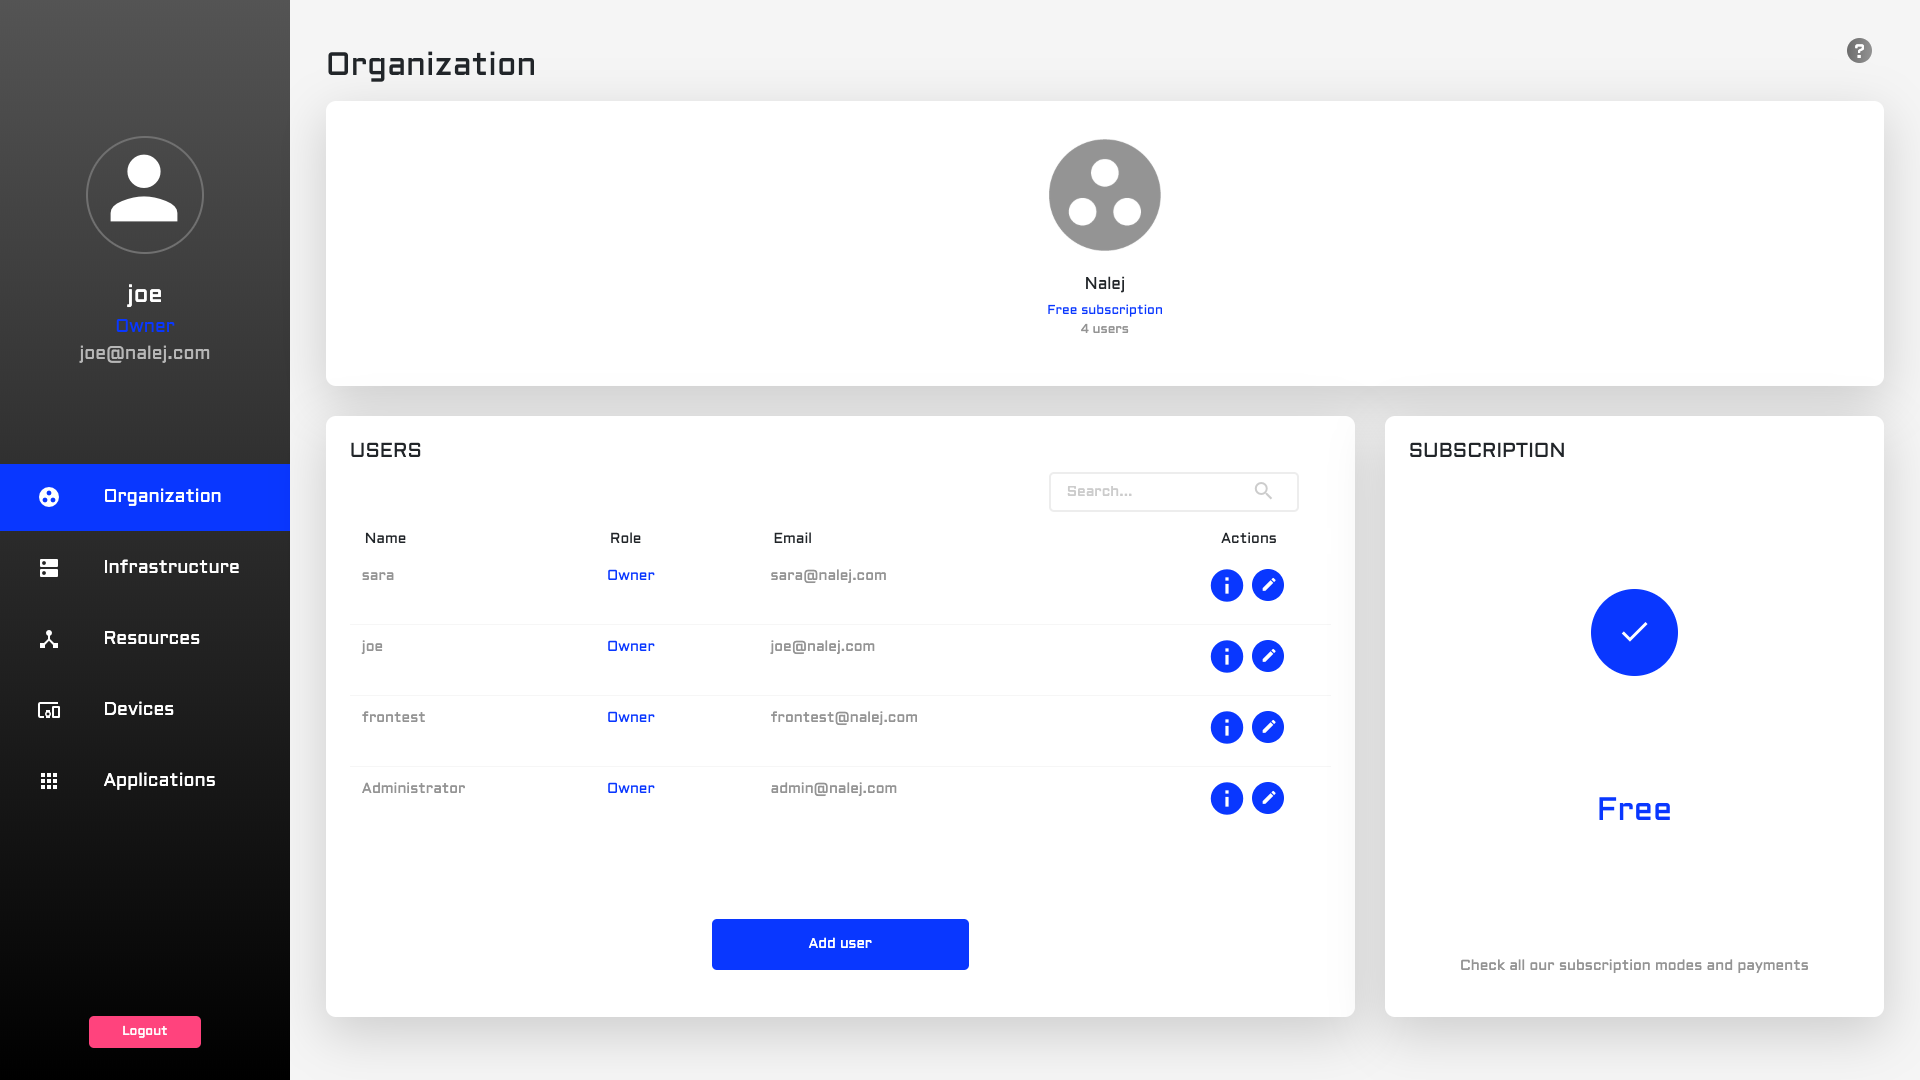 joe
Owner
joe@nalej.com
Organization
Infrastructure
Resources
Devices
Applications
Logout
Organization
?
Nalej
Free subscription
4 users
USERS
Search...
Name Role Email Actions
sara Owner sara@nalej.com
joe Owner joe@nalej.com
frontest Owner frontest@nalej.com
Administrator Owner admin@nalej.com
Add user
SUBSCRIPTION
Free
Check all our subscription modes and payments